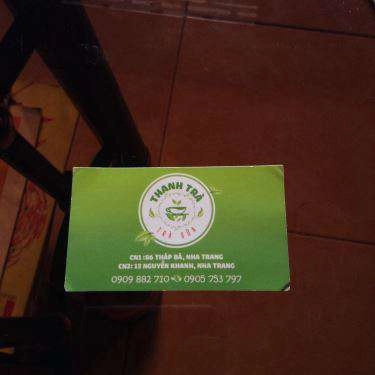 THANH TRÀ
TRÀ SỮA
CN1 :86 THÁP BÀ, NHA TRANG
CN2: 15 NGUYỄN KHANH, NHA TRANG
0909 882 710 0905 753 797